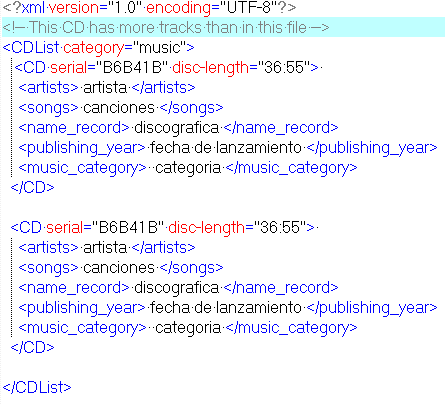 <?xml version="1.0" encoding="UTF-8"?>
<!-- This CD has more tracks than in this file -->
<CDList category="music">
<CD serial="B6B41B" disc-length="36:55">
<artists> artista </artists>
<songs> canciones </songs>
<name_record> discografica </name_record>
<publishing_year> fecha de lanzamiento </publishing_year>
<music_category>  categoria </music_category>
</CD>
<CD serial="B6B41B" disc-length="36:55">
<artists> artista </artists>
<songs> canciones </songs>
<name_record> discografica </name_record>
<publishing_year> fecha de lanzamiento </publishing_year>
<music_category>  categoria </music_category>
</CD>
</CDList>